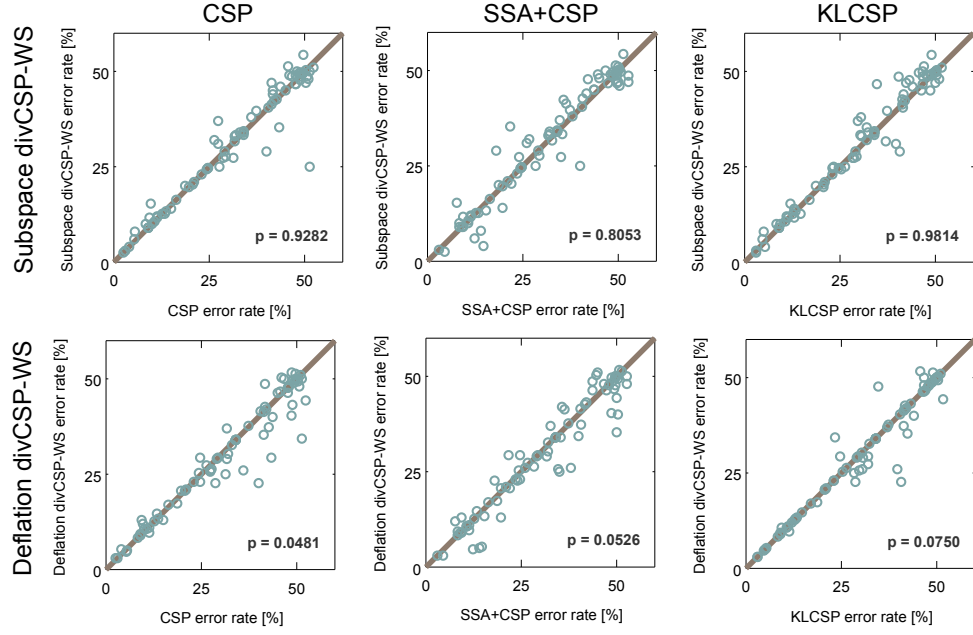 CSP
SSA+CSP
KLCSP
Subspace divCSP-WS
Subspace divCSP-WS error rate [%]
50
25
0
p = 0.9282
0
25
50
CSP error rate [%]
Subspace divCSP-WS error rate [%]
50
25
0
p = 0.8053
0
25
50
SSA+CSP error rate [%]
Subspace divCSP-WS error rate [%]
50
25
0
p = 0.9814
0
25
50
KLCSP error rate [%]
Deflation divCSP-WS
Deflation divCSP-WS error rate [%]
50
25
0
p = 0.0481
0
25
50
CSP error rate [%]
Deflation divCSP-WS error rate [%]
50
25
0
p = 0.0526
0
25
50
SSA+CSP error rate [%]
Deflation divCSP-WS error rate [%]
50
25
0
p = 0.0750
0
25
50
KLCSP error rate [%]